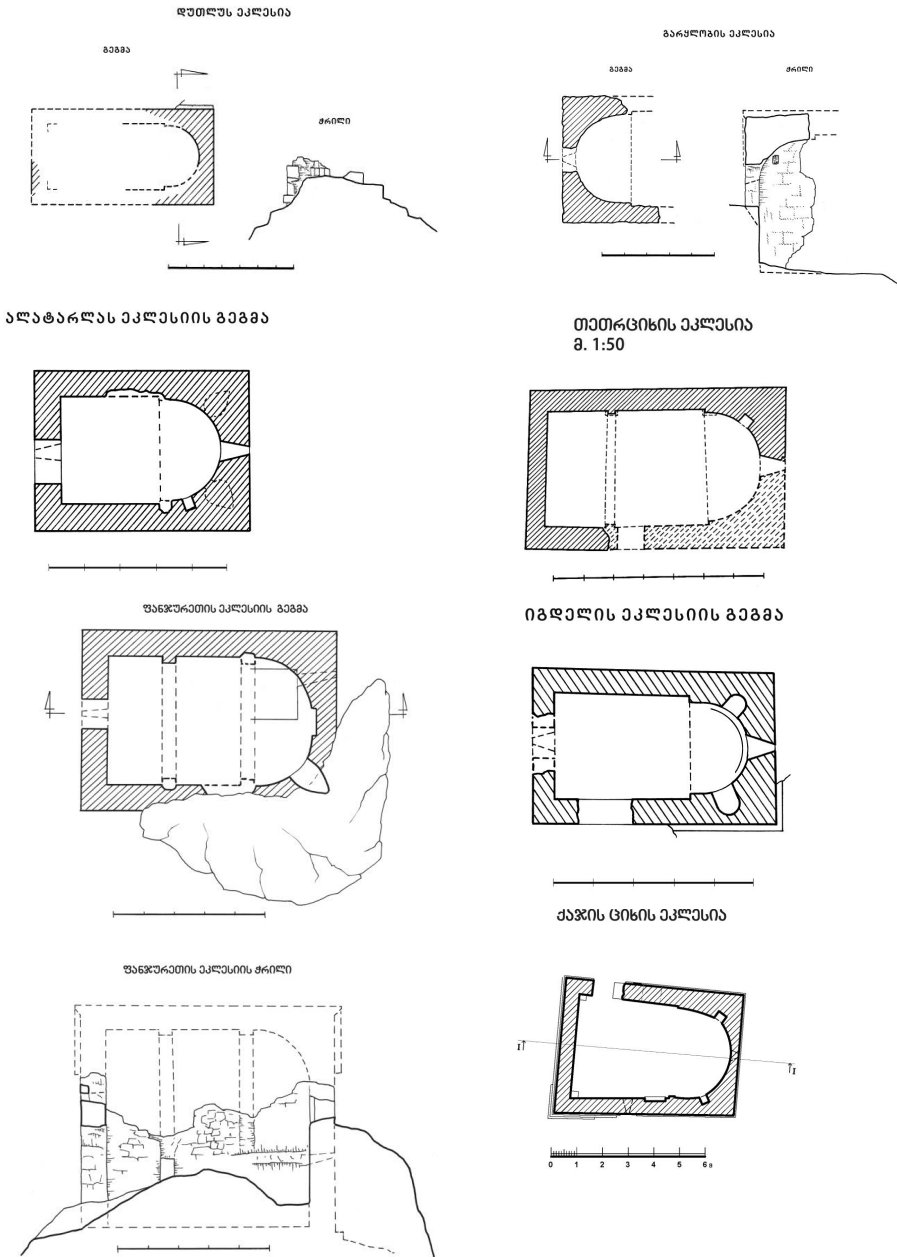 დუთლუს ეკლესია
გეგმა
ჭრილი
გარყლობის ეკლესია
გეგმა
ჭრილი
ალატარლას ეკლესიის გეგმა
თეთრციხის ეკლესია
მ. 1:50
ფანჯურეთის ეკლესიის გეგმა
იგდელის ეკლესიის გეგმა
ქაჯის ციხის ეკლესია
ფანჯურეთის ეკლესიის ჭრილი
I
I
0 1 2 3 4 5 6 მ